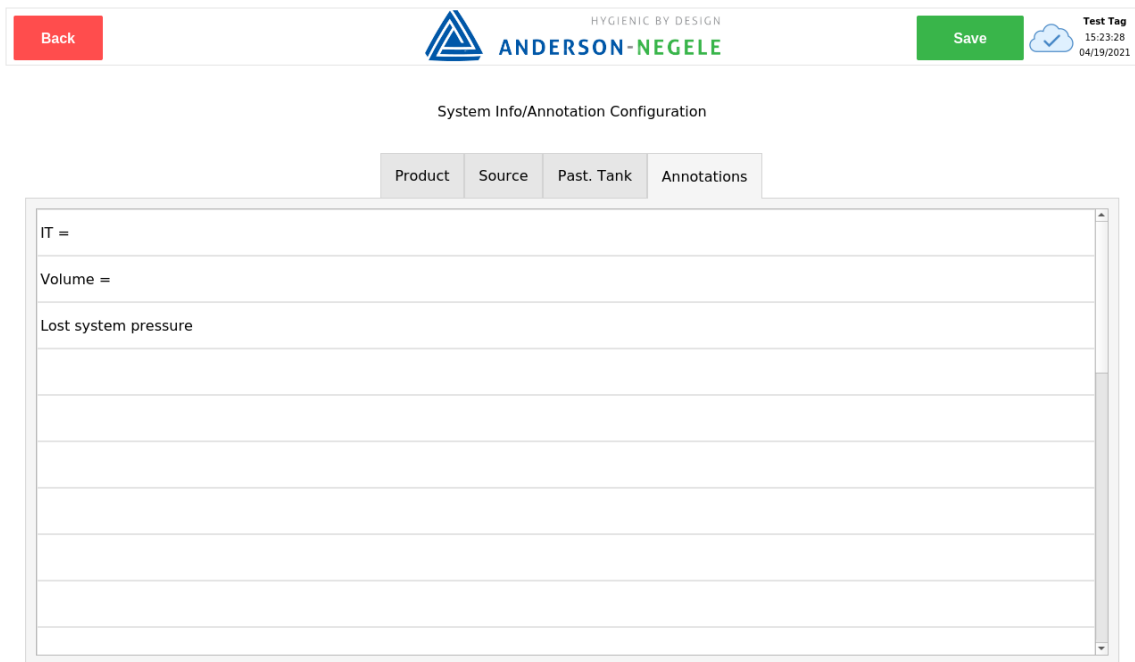 Back
HYGIENIC BY DESIGN
ANDERSON-NEGELE
Save
Test Tag
15:23:28
04/19/2021
System Info/Annotation Configuration
Product Source Past. Tank Annotations
IT =
Volume =
Lost system pressure